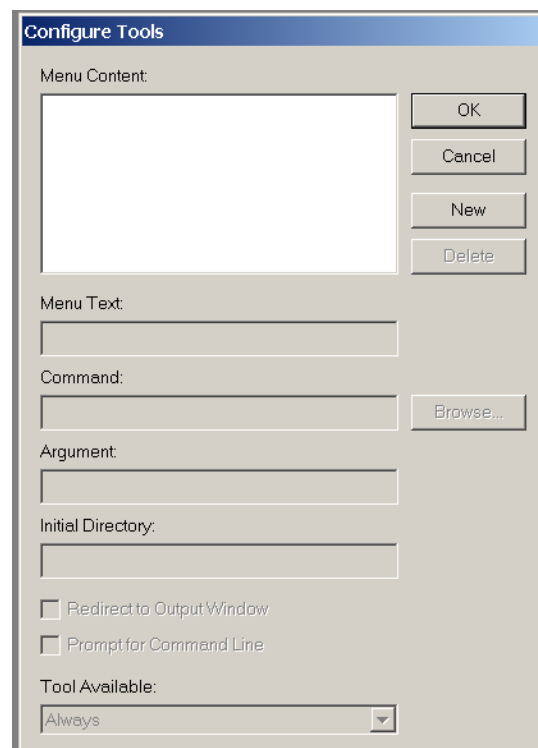 Configure Tools
Menu Content:
OK
Cancel
New
Delete
Menu Text:
Command:
Browse...
Argument:
Initial Directory:
Redirect to Output Window
Prompt for Command Line
Tool Available:
Always